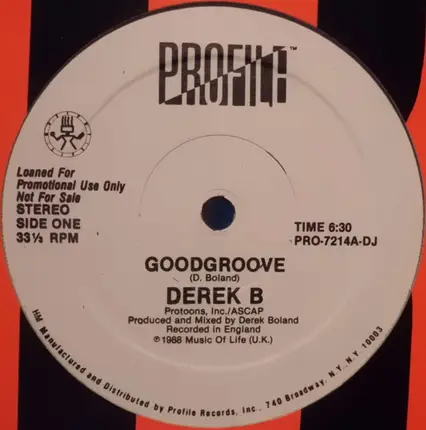 PROFILE™
Loaned For
Promotional Use Only
Not For Sale
STEREO
SIDE ONE
33⅓ RPM
TIME 6:30
PRO-7214A-DJ
GOODGROOVE
(D. Boland)
DEREK B
Protoons, Inc./ASCAP
Produced and Mixed by Derek Boland
Recorded in England
℗1988 Music Of Life (U.K.)
HM Manufactured and Distributed by Profile Records, Inc., 740 Broadway, N.Y., N.Y. 10003